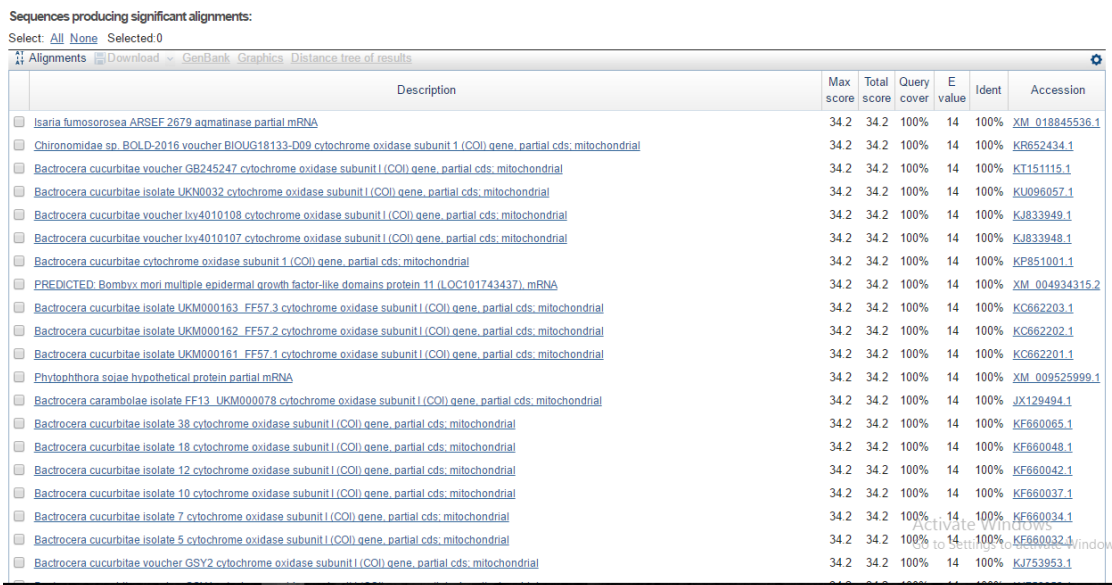 Sequences producing significant alignments:
Select: All None Selected:0
Alignments Download GenBank Graphics Distance tree of results
Description Max score Total score Query cover E value Ident Accession
Isaria fumosorosea ARSEF 2679 agmatinase partial mRNA 34.2 34.2 100% 14 100% XM_018845536.1
Chironomidae sp. BOLD-2016 voucher BIOUG18133-D09 cytochrome oxidase subunit 1 (COI) gene, partial cds; mitochondrial 34.2 34.2 100% 14 100% KR652434.1
Bactrocera cucurbitae voucher GB245247 cytochrome oxidase subunit I (COI) gene, partial cds; mitochondrial 34.2 34.2 100% 14 100% KT151115.1
Bactrocera cucurbitae isolate UKN0032 cytochrome oxidase subunit I (COI) gene, partial cds; mitochondrial 34.2 34.2 100% 14 100% KU096057.1
Bactrocera cucurbitae voucher lxy4010108 cytochrome oxidase subunit I (COI) gene, partial cds; mitochondrial 34.2 34.2 100% 14 100% KJ833949.1
Bactrocera cucurbitae voucher lxy4010107 cytochrome oxidase subunit I (COI) gene, partial cds; mitochondrial 34.2 34.2 100% 14 100% KJ833948.1
Bactrocera cucurbitae cytochrome oxidase subunit 1 (COI) gene, partial cds; mitochondrial 34.2 34.2 100% 14 100% KP851001.1
PREDICTED: Bombyx mori multiple epidermal growth factor-like domains protein 11 (LOC101743437), mRNA 34.2 34.2 100% 14 100% XM_004934315.2
Bactrocera cucurbitae isolate UKM000163_FF57.3 cytochrome oxidase subunit I (COI) gene, partial cds; mitochondrial 34.2 34.2 100% 14 100% KC662203.1
Bactrocera cucurbitae isolate UKM000162_FF57.2 cytochrome oxidase subunit I (COI) gene, partial cds; mitochondrial 34.2 34.2 100% 14 100% KC662202.1
Bactrocera cucurbitae isolate UKM000161_FF57.1 cytochrome oxidase subunit I (COI) gene, partial cds; mitochondrial 34.2 34.2 100% 14 100% KC662201.1
Phytophthora sojae hypothetical protein partial mRNA 34.2 34.2 100% 14 100% XM_009525999.1
Bactrocera carambolae isolate FF13_UKM000078 cytochrome oxidase subunit I (COI) gene, partial cds; mitochondrial 34.2 34.2 100% 14 100% JX129494.1
Bactrocera cucurbitae isolate 38 cytochrome oxidase subunit I (COI) gene, partial cds; mitochondrial 34.2 34.2 100% 14 100% KF660065.1
Bactrocera cucurbitae isolate 18 cytochrome oxidase subunit I (COI) gene, partial cds; mitochondrial 34.2 34.2 100% 14 100% KF660048.1
Bactrocera cucurbitae isolate 12 cytochrome oxidase subunit I (COI) gene, partial cds; mitochondrial 34.2 34.2 100% 14 100% KF660042.1
Bactrocera cucurbitae isolate 10 cytochrome oxidase subunit I (COI) gene, partial cds; mitochondrial 34.2 34.2 100% 14 100% KF660037.1
Bactrocera cucurbitae isolate 7 cytochrome oxidase subunit I (COI) gene, partial cds; mitochondrial 34.2 34.2 100% 14 100% KF660034.1
Activate Windows
Bactrocera cucurbitae isolate 5 cytochrome oxidase subunit I (COI) gene, partial cds; mitochondrial 34.2 34.2 100% 14 100% KF660032.1
Go to Settings to activate Window
Bactrocera cucurbitae voucher GSY2 cytochrome oxidase subunit I (COI) gene, partial cds; mitochondrial 34.2 34.2 100% 14 100% KJ753953.1